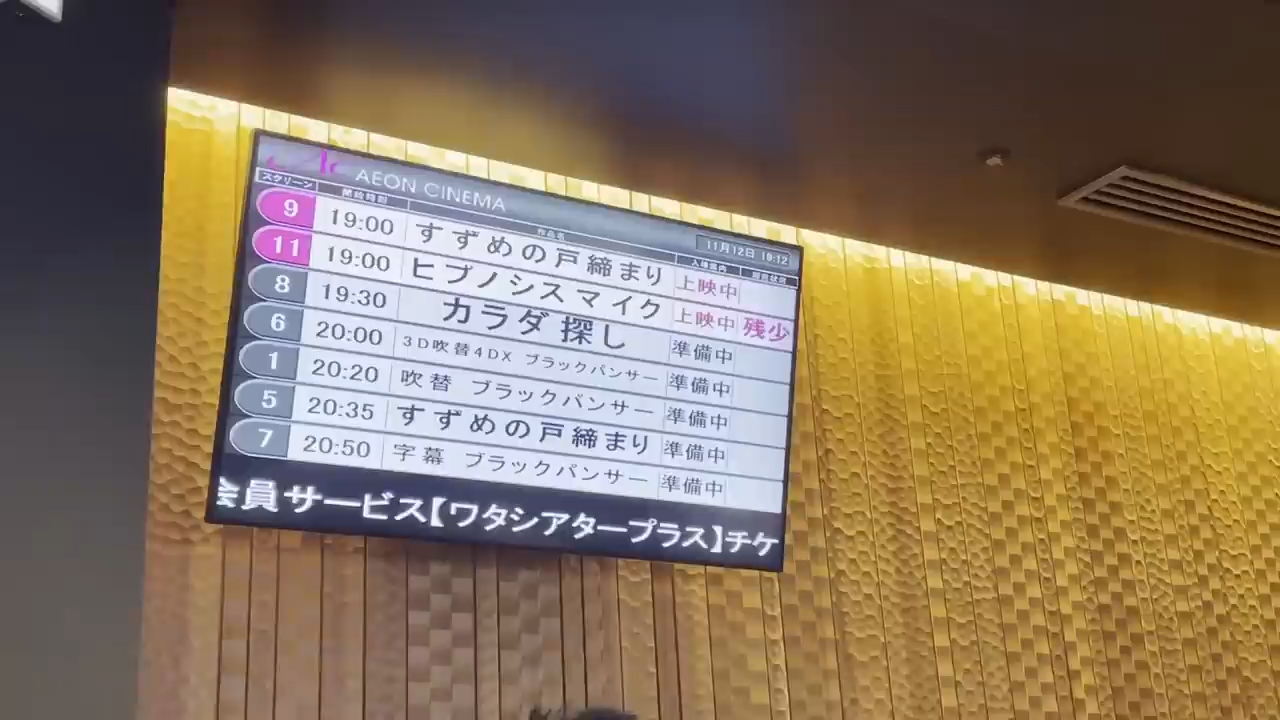 AEON CINEMA
11月12日 19:12
スクリーン 開始時刻 作品名 入場案内
9 19:00 すずめの戸締まり 上映中
11 19:00 ヒプノシスマイク 上映中 残少
8 19:30 カラダ探し 準備中
6 20:00 3D吹替4DX ブラックパンサー 準備中
1 20:20 吹替 ブラックパンサー 準備中
5 20:35 すずめの戸締まり 準備中
7 20:50 字幕 ブラックパンサー 準備中
会員サービス【ワタシアタープラス】チケ